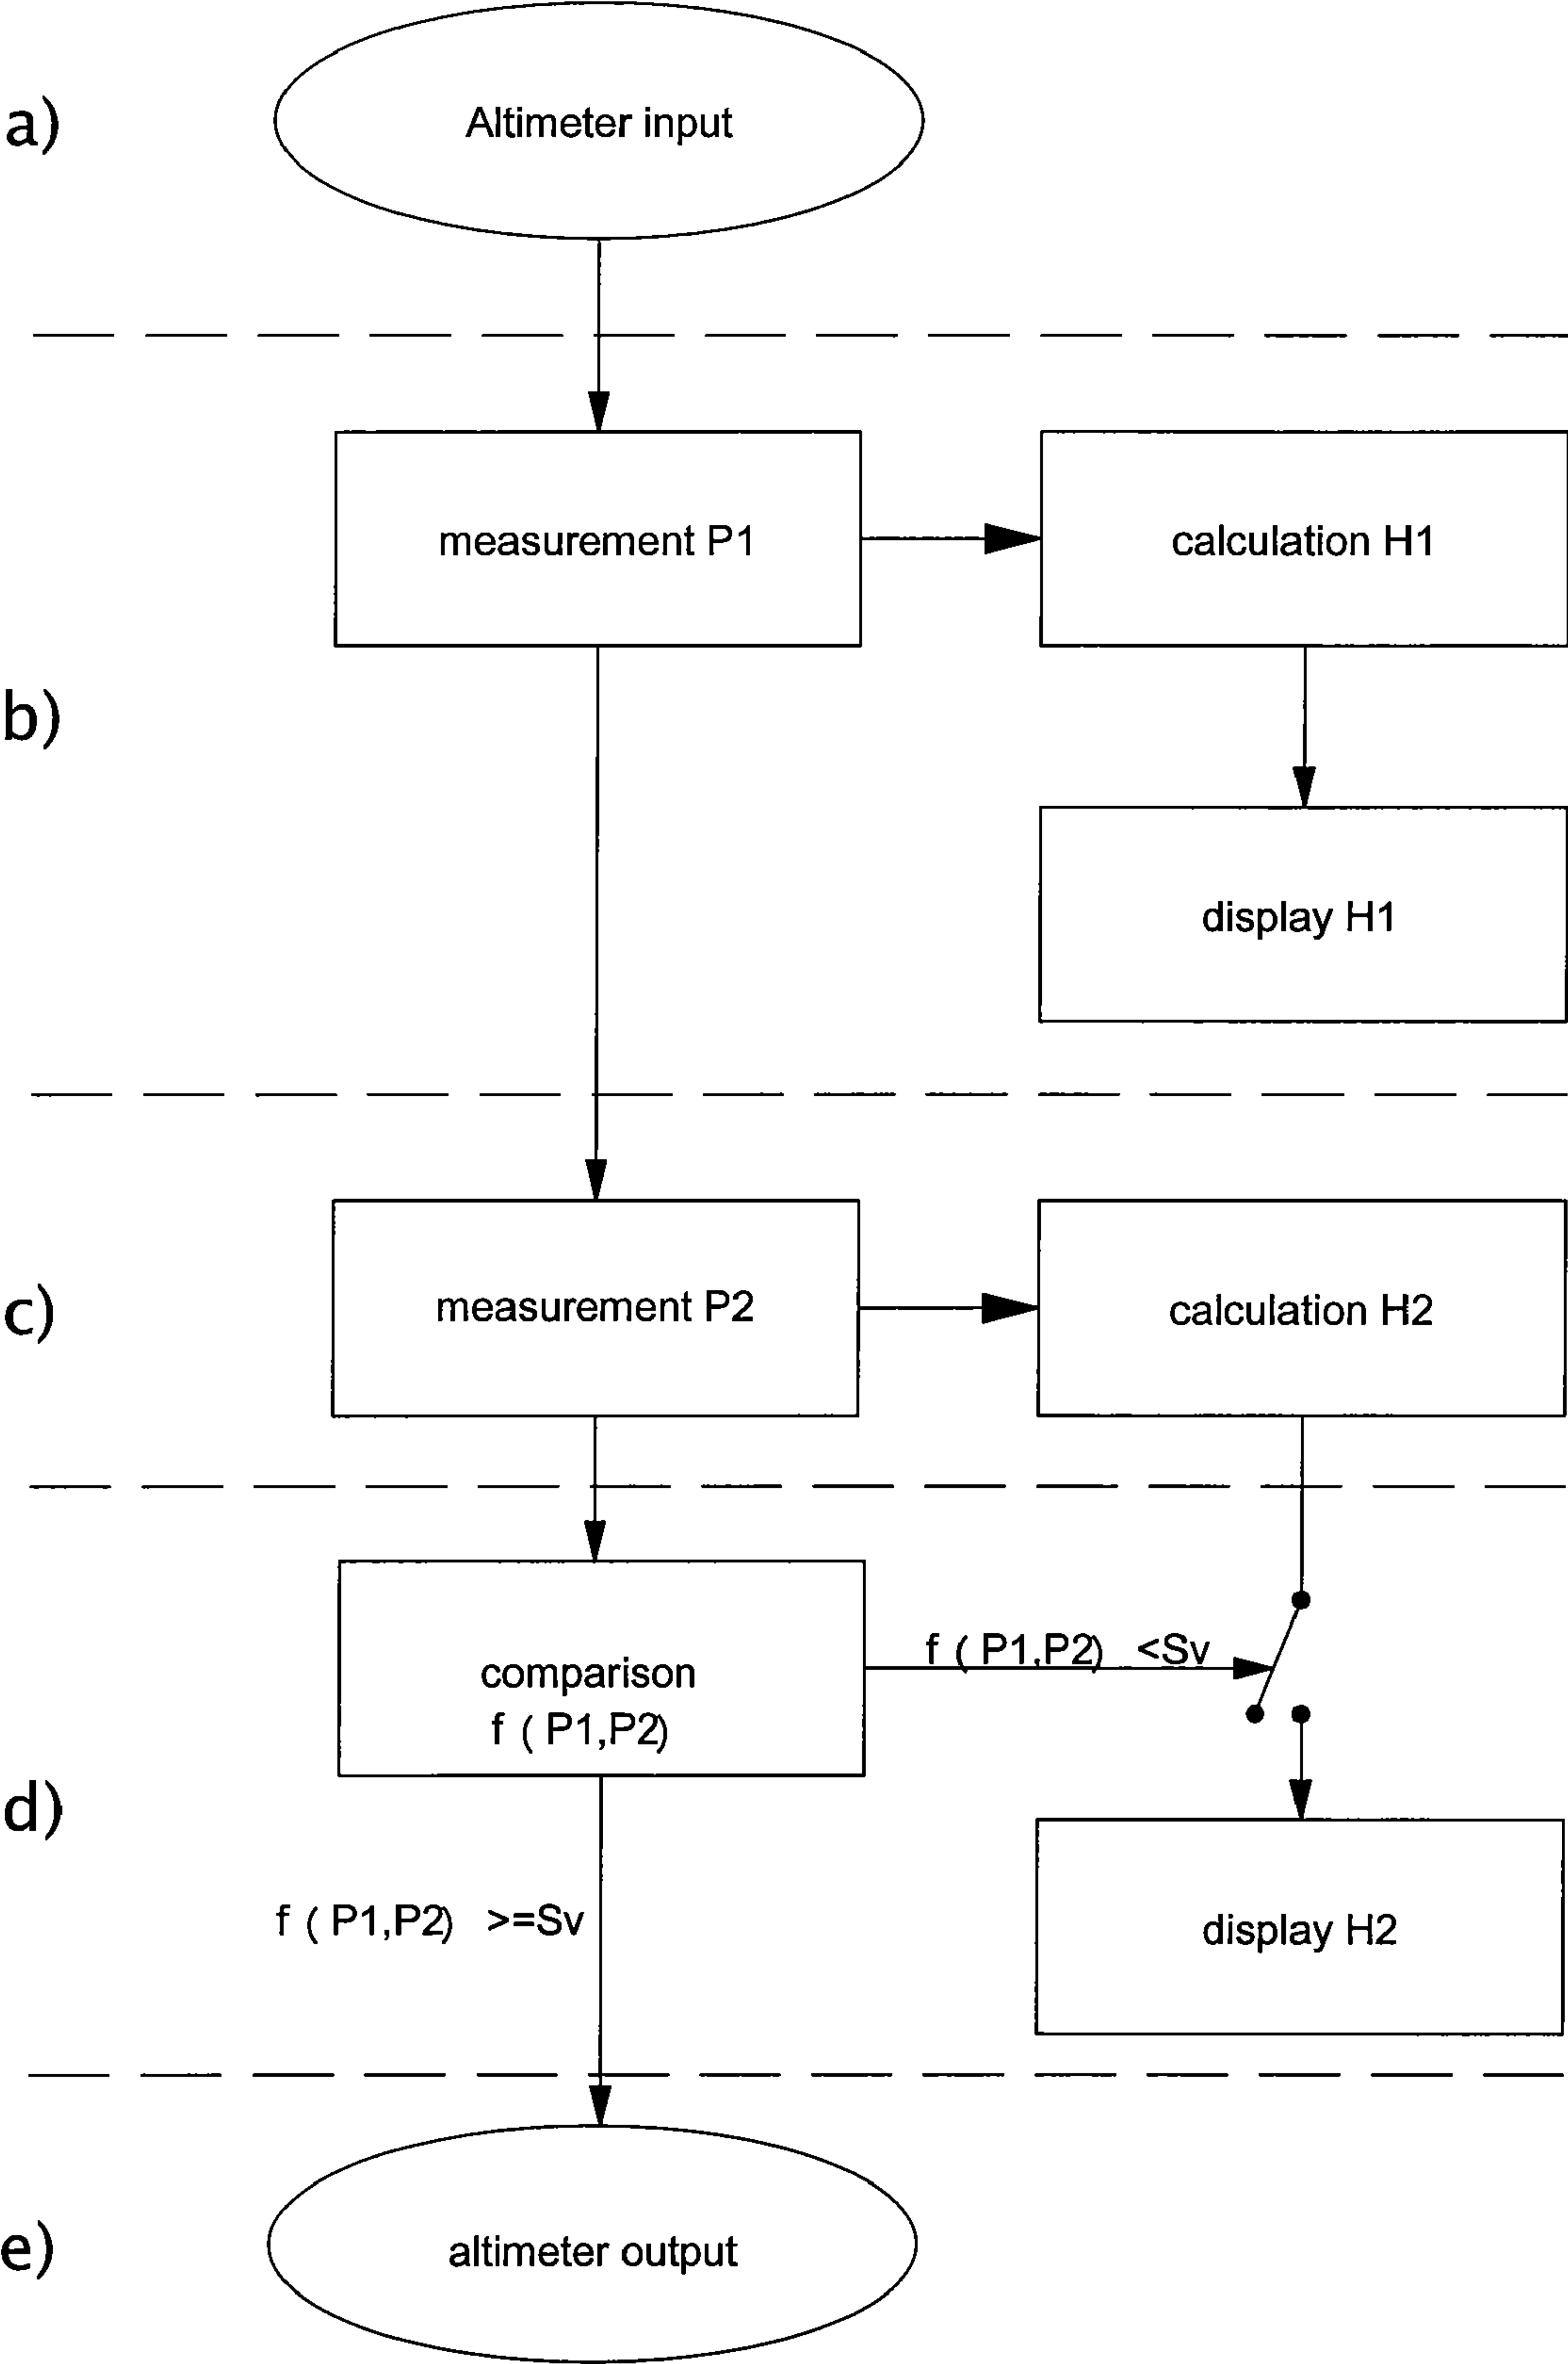 a)
Altimeter input
measurement P1
calculation H1
b)
display H1
c)
measurement P2
calculation H2
f ( P1,P2) <Sv
comparison
f ( P1,P2)
d)
f ( P1,P2) >=Sv
display H2
e)
altimeter output